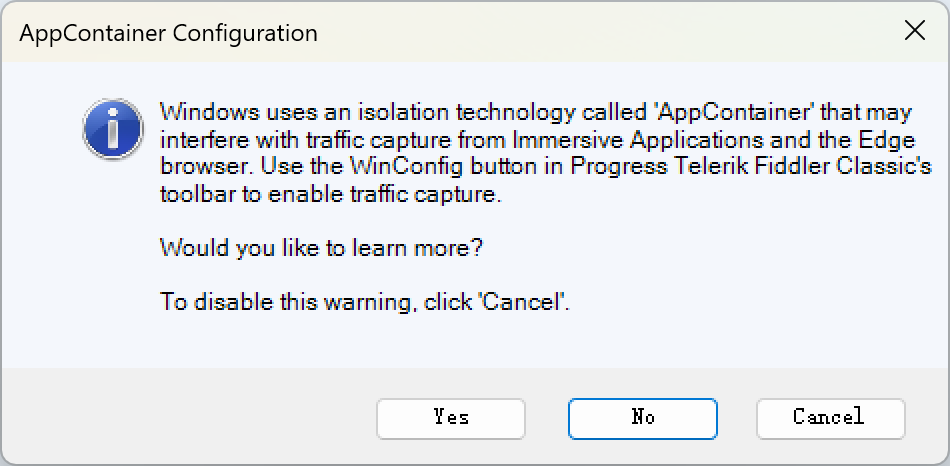 AppContainer Configuration
Windows uses an isolation technology called 'AppContainer' that may
interfere with traffic capture from Immersive Applications and the Edge
browser. Use the WinConfig button in Progress Telerik Fiddler Classic's
toolbar to enable traffic capture.
Would you like to learn more?
To disable this warning, click 'Cancel'.
Yes
No
Cancel